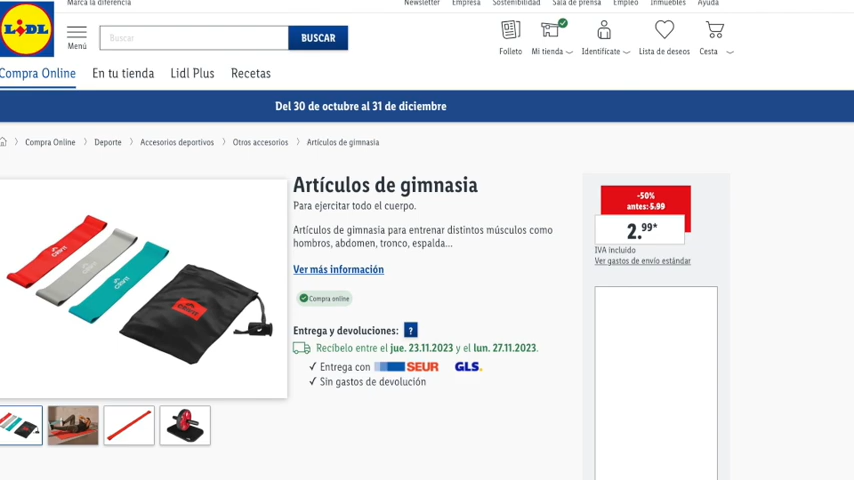 Marca la diferencia
Newsletter Empresa Sostenibilidad Sala de prensa Empleo Inmuebles Ayuda
LIDL
Menú
Buscar
BUSCAR
Folleto Mi tienda Identifícate Lista de deseos Cesta
Compra Online En tu tienda Lidl Plus Recetas
Del 30 de octubre al 31 de diciembre
Compra Online Deporte Accesorios deportivos Otros accesorios Artículos de gimnasia
Artículos de gimnasia
Para ejercitar todo el cuerpo.
Artículos de gimnasia para entrenar distintos músculos como
hombros, abdomen, tronco, espalda...
Ver más información
Compra online
Entrega y devoluciones: ?
Recíbelo entre el jue. 23.11.2023 y el lun. 27.11.2023.
✓ Entrega con SEUR GLS.
✓ Sin gastos de devolución
-50%
antes: 5.99
2.99*
IVA incluido
Ver gastos de envío estándar
crivit
crivit
crivit
crivit